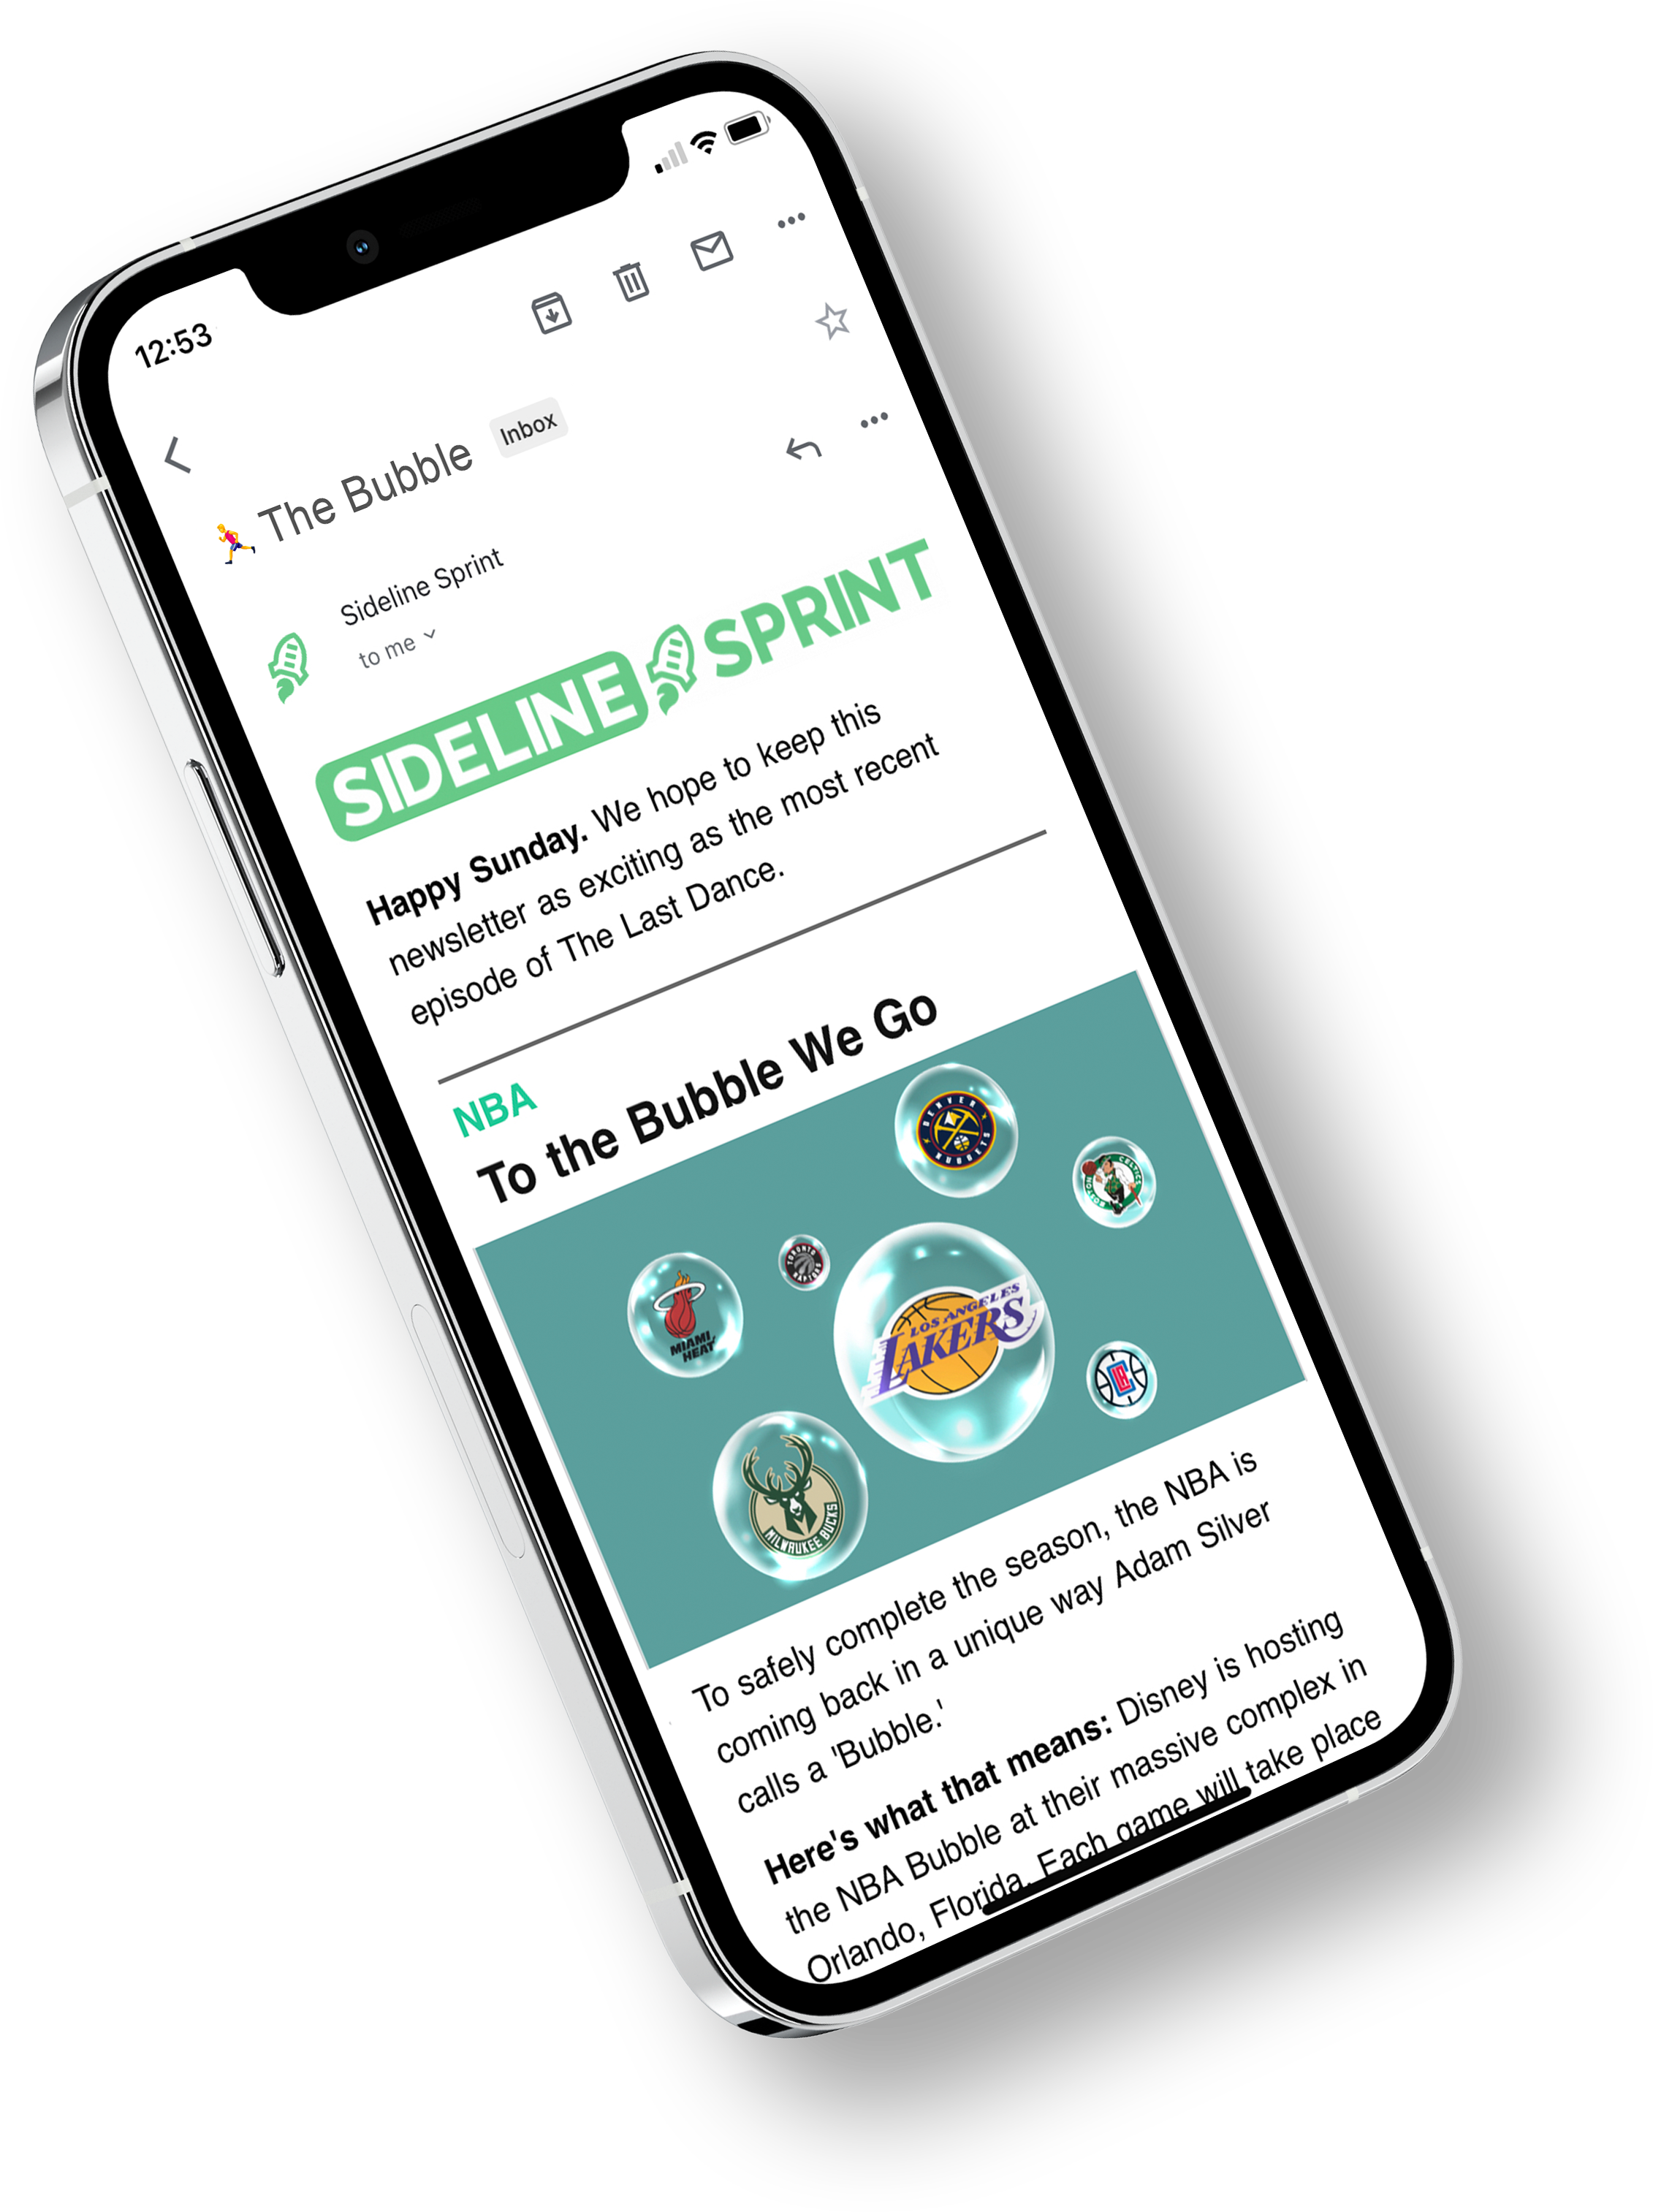 12:53
The Bubble Inbox
Sideline Sprint
to me
SIDELINE SPRINT
Happy Sunday. We hope to keep this
newsletter as exciting as the most recent
episode of The Last Dance.
NBA
To the Bubble We Go
DENVER
NUGGETS
BOSTON
CELTICS
TORONTO
RAPTORS
MIAMI
HEAT
LOS ANGELES
LAKERS
LA
MILWAUKEE BUCKS
To safely complete the season, the NBA is
coming back in a unique way Adam Silver
calls a 'Bubble.'
Here's what that means: Disney is hosting
the NBA Bubble at their massive complex in
Orlando, Florida. Each game will take place